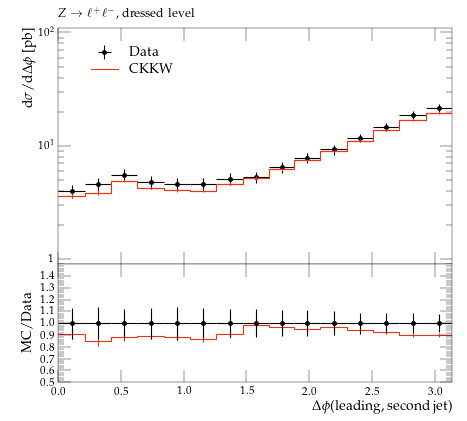 Z → ℓ⁺ℓ⁻, dressed level
dσ/dΔϕ [pb]
10²
10¹
1
Data
CKKW
MC/Data
1.4
1.3
1.2
1.1
1.0
0.9
0.8
0.7
0.6
0.5
0.0 0.5 1.0 1.5 2.0 2.5 3.0
Δϕ(leading, second jet)